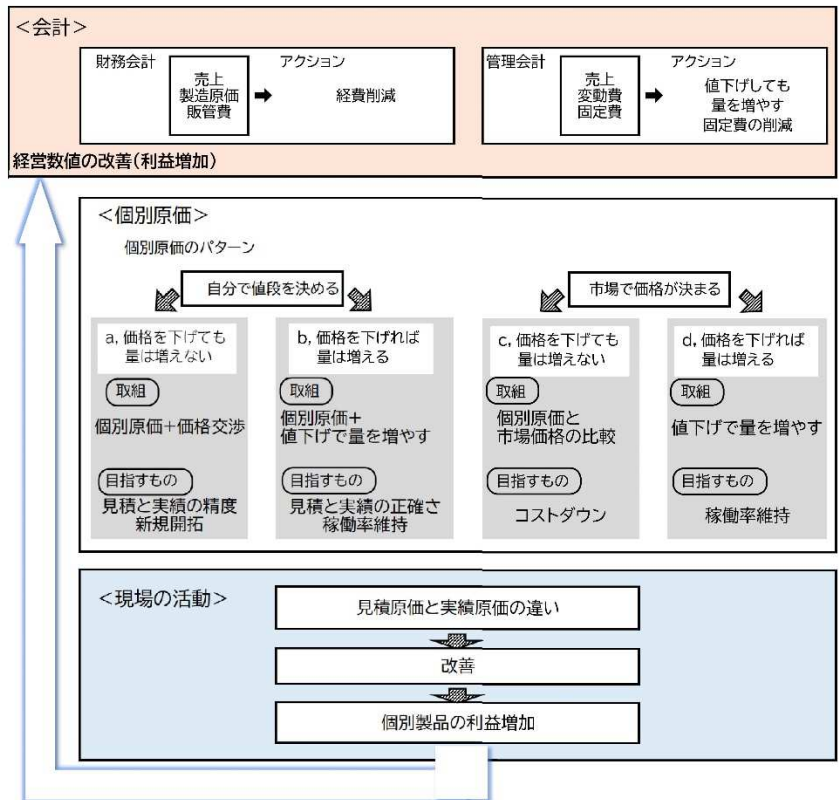 ＜会計＞
財務会計
売上
製造原価
販管費
アクション
経費削減
管理会計
売上
変動費
固定費
アクション
値下げしても
量を増やす
固定費の削減
経営数値の改善(利益増加)
＜個別原価＞
個別原価のパターン
自分で値段を決める
市場で価格が決まる
a, 価格を下げても
量は増えない
取組
個別原価+価格交渉
目指すもの
見積と実績の精度
新規開拓
b, 価格を下げれば
量は増える
取組
個別原価+
値下げで量を増やす
目指すもの
見積と実績の正確さ
稼働率維持
c, 価格を下げても
量は増えない
取組
個別原価と
市場価格の比較
目指すもの
コストダウン
d, 価格を下げれば
量は増える
取組
値下げで量を増やす
目指すもの
稼働率維持
＜現場の活動＞
見積原価と実績原価の違い
改善
個別製品の利益増加